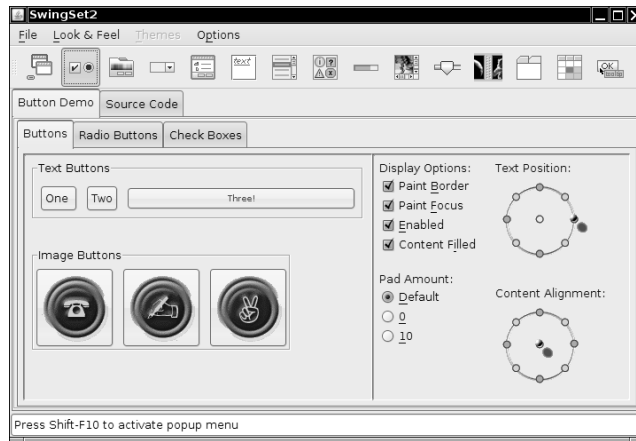 SwingSet2
File Look & Feel Themes Options
text
OK
Button Demo Source Code
Buttons Radio Buttons Check Boxes
Text Buttons
One Two Three!
Image Buttons
Display Options:
Paint Border
Paint Focus
Enabled
Content Filled
Pad Amount:
Default
0
10
Text Position:
Content Alignment:
Press Shift-F10 to activate popup menu